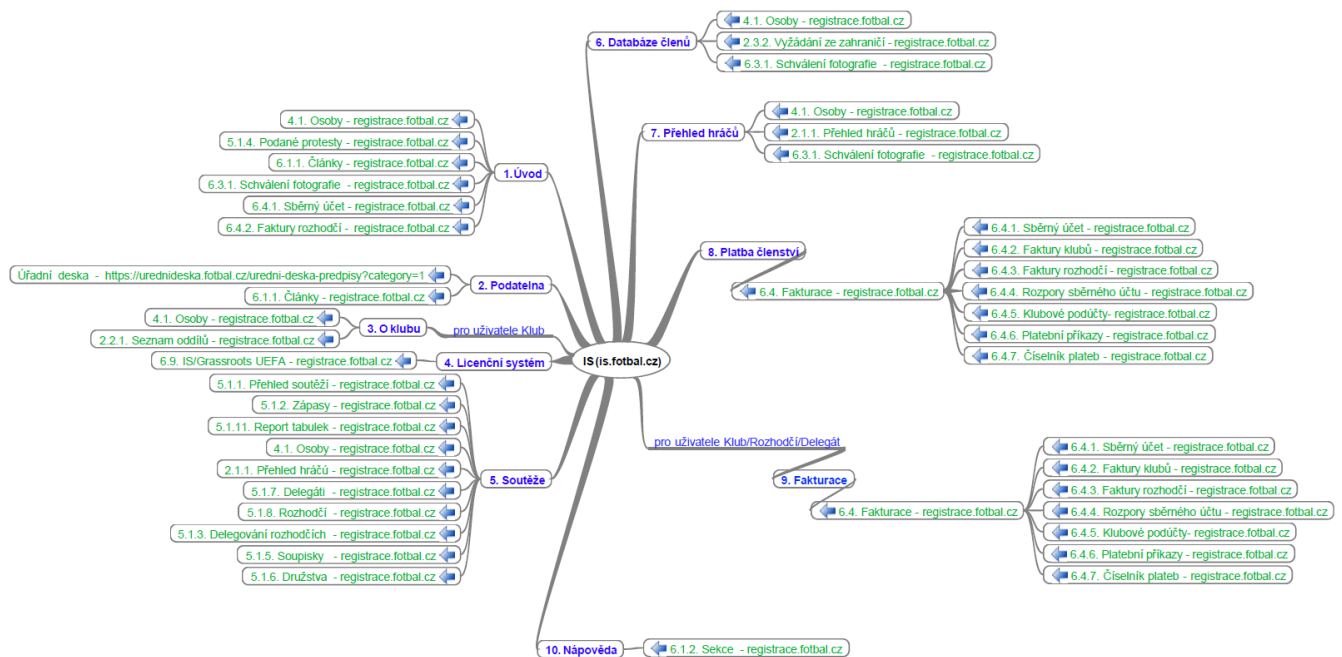 IS (is.fotbal.cz)
1. Úvod
4.1. Osoby - registrace.fotbal.cz
5.1.4. Podané protesty - registrace.fotbal.cz
6.1.1. Články - registrace.fotbal.cz
6.3.1. Schválení fotografie - registrace.fotbal.cz
6.4.1. Sběrný účet - registrace.fotbal.cz
6.4.2. Faktury rozhodčí - registrace.fotbal.cz
2. Podatelna
Úřadní deska - https://urednideska.fotbal.cz/uredni-deska-predpisy?category=1
6.1.1. Články - registrace.fotbal.cz
pro uživatele Klub
3. O klubu
4.1. Osoby - registrace.fotbal.cz
2.2.1. Seznam oddílů - registrace.fotbal.cz
4. Licenční systém
6.9. IS/Grassroots UEFA - registrace.fotbal.cz
5. Soutěže
5.1.1. Přehled soutěží - registrace.fotbal.cz
5.1.2. Zápasy - registrace.fotbal.cz
5.1.11. Report tabulek - registrace.fotbal.cz
4.1. Osoby - registrace.fotbal.cz
2.1.1. Přehled hráčů - registrace.fotbal.cz
5.1.7. Delegáti - registrace.fotbal.cz
5.1.8. Rozhodčí - registrace.fotbal.cz
5.1.3. Delegování rozhodčích - registrace.fotbal.cz
5.1.5. Soupisky - registrace.fotbal.cz
5.1.6. Družstva - registrace.fotbal.cz
6. Databáze členů
4.1. Osoby - registrace.fotbal.cz
2.3.2. Vyžádání ze zahraničí - registrace.fotbal.cz
6.3.1. Schválení fotografie - registrace.fotbal.cz
7. Přehled hráčů
4.1. Osoby - registrace.fotbal.cz
2.1.1. Přehled hráčů - registrace.fotbal.cz
6.3.1. Schválení fotografie - registrace.fotbal.cz
8. Platba členství
6.4. Fakturace - registrace.fotbal.cz
6.4.1. Sběrný účet - registrace.fotbal.cz
6.4.2. Faktury klubů - registrace.fotbal.cz
6.4.3. Faktury rozhodčí - registrace.fotbal.cz
6.4.4. Rozpory sběrného účtu - registrace.fotbal.cz
6.4.5. Klubové podúčty- registrace.fotbal.cz
6.4.6. Platební příkazy - registrace.fotbal.cz
6.4.7. Číselník plateb - registrace.fotbal.cz
pro uživatele Klub/Rozhodčí/Delegát
9. Fakturace
6.4. Fakturace - registrace.fotbal.cz
6.4.1. Sběrný účet - registrace.fotbal.cz
6.4.2. Faktury klubů - registrace.fotbal.cz
6.4.3. Faktury rozhodčí - registrace.fotbal.cz
6.4.4. Rozpory sběrného účtu - registrace.fotbal.cz
6.4.5. Klubové podúčty- registrace.fotbal.cz
6.4.6. Platební příkazy - registrace.fotbal.cz
6.4.7. Číselník plateb - registrace.fotbal.cz
10. Nápověda
6.1.2. Sekce - registrace.fotbal.cz